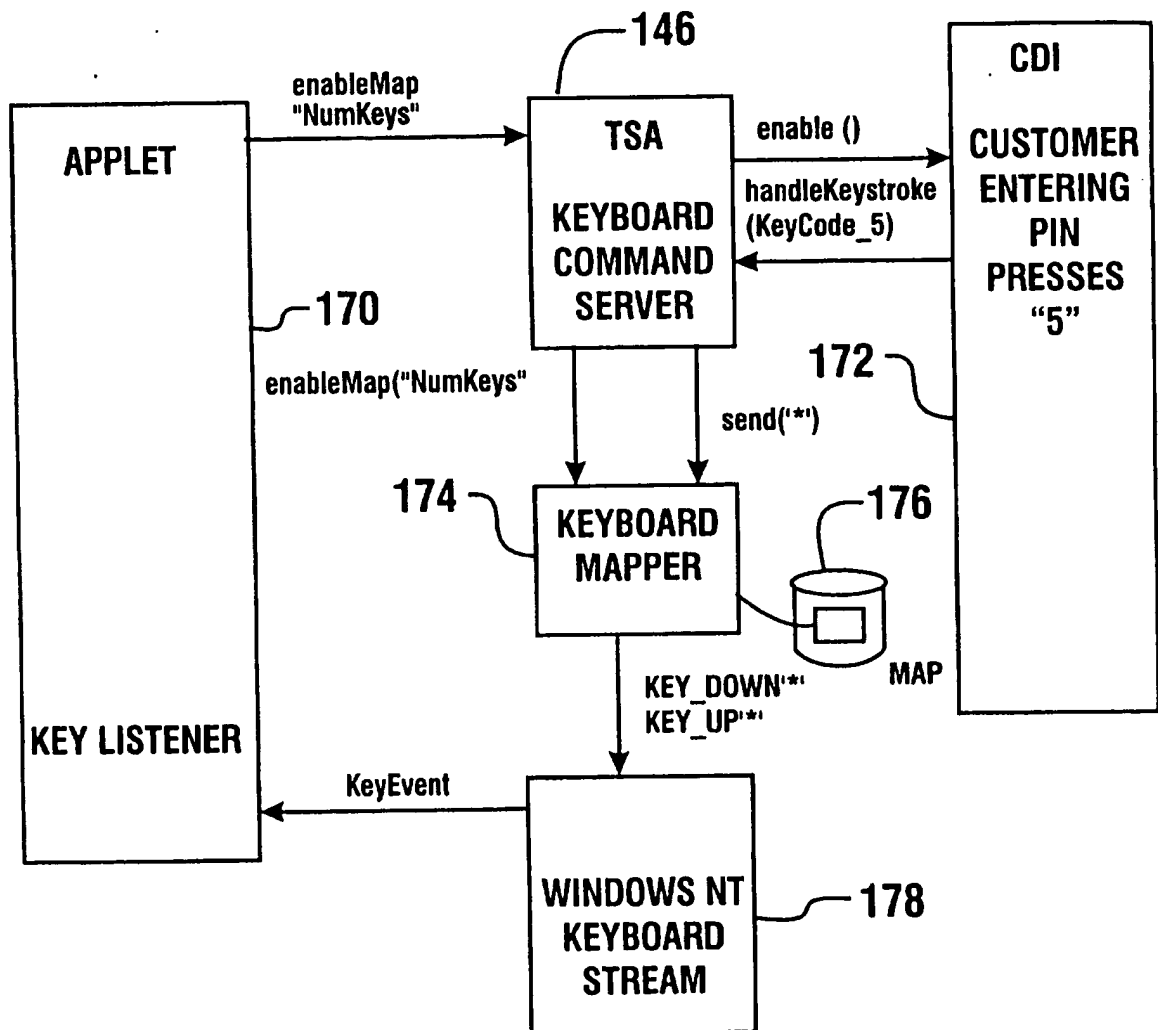 146
enableMap
"NumKeys"
APPLET
TSA
KEYBOARD
COMMAND
SERVER
enable ()
handleKeystroke
(KeyCode_5)
CDI
CUSTOMER
ENTERING
PIN
PRESSES
“5”
170
172
enableMap("NumKeys"
send('*')
174
KEYBOARD
MAPPER
176
MAP
KEY_DOWN'*'
KEY_UP'*'
KEY LISTENER
KeyEvent
WINDOWS NT
KEYBOARD
STREAM
178